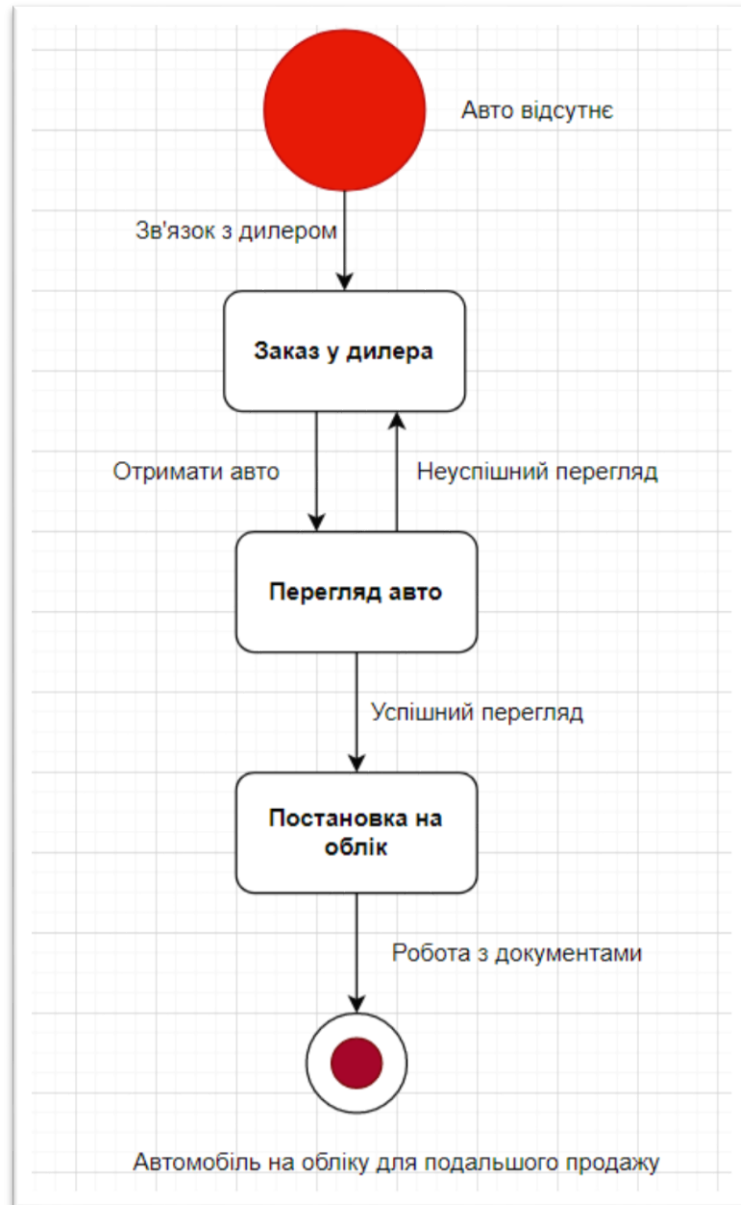 Авто відсутнє
Зв'язок з дилером
Заказ у дилера
Отримати авто
Неуспішний перегляд
Перегляд авто
Успішний перегляд
Постановка на
облік
Робота з документами
Автомобіль на обліку для подальшого продажу